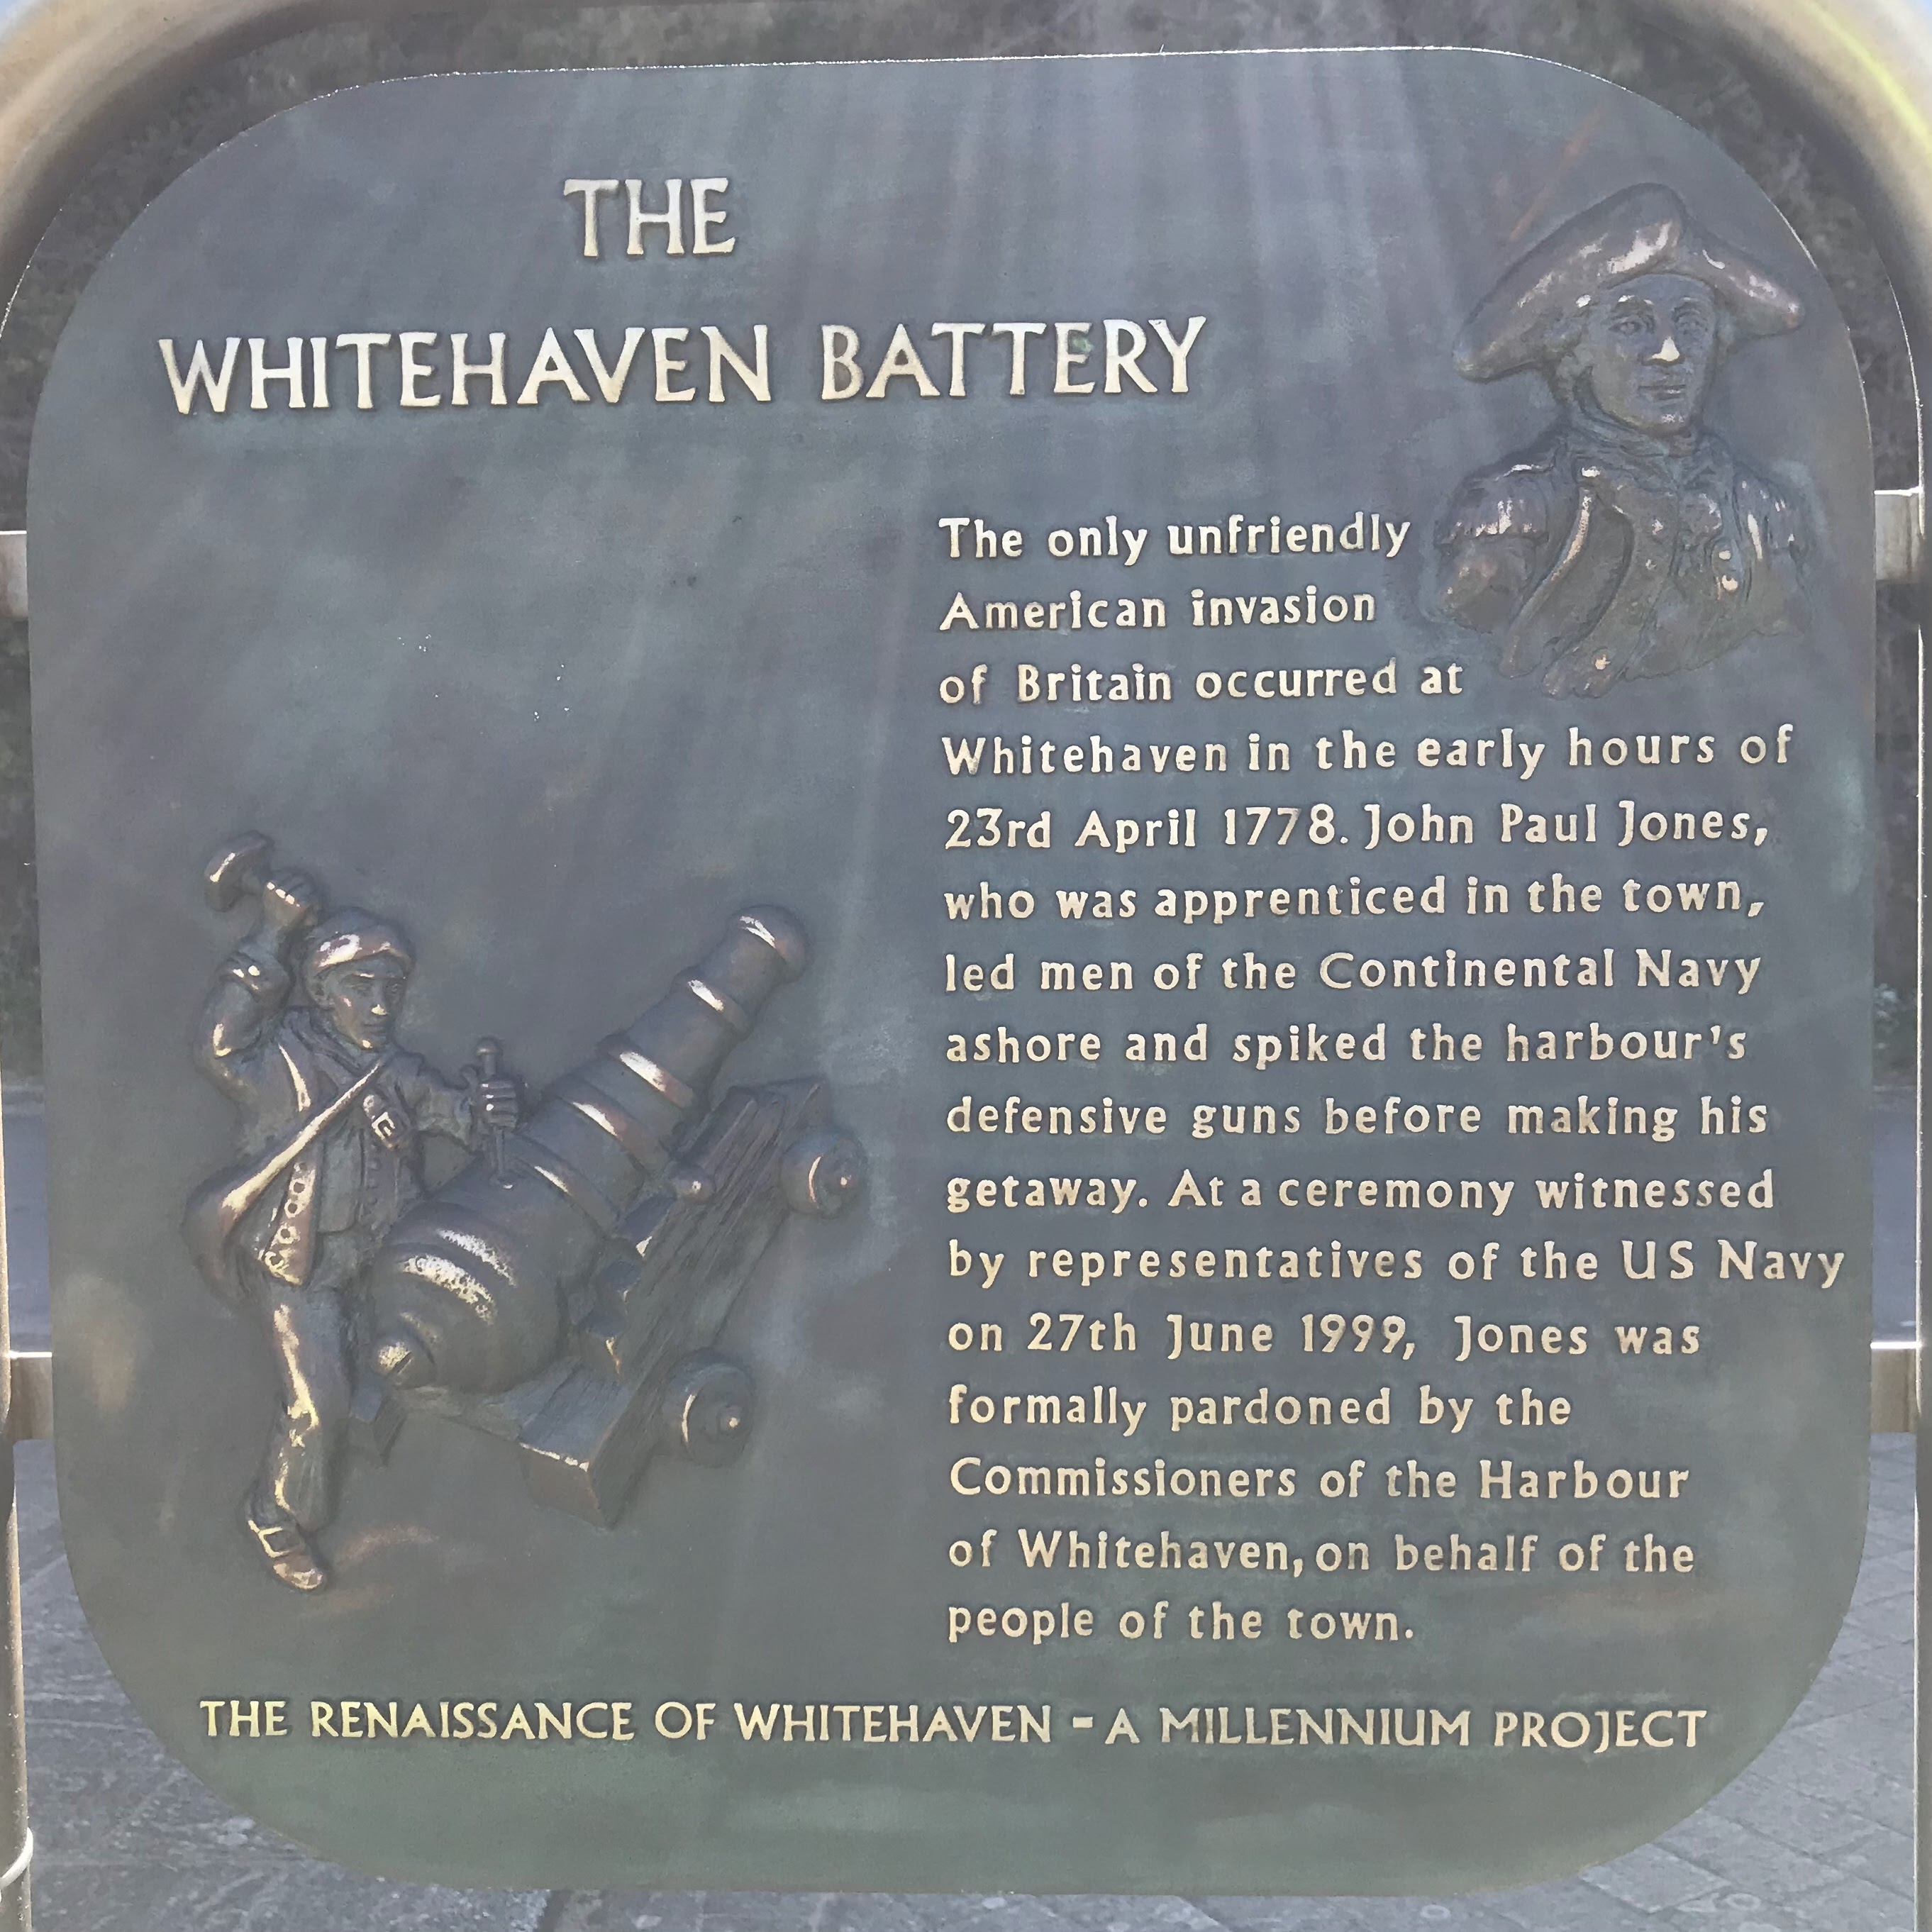 THE
WHITEHAVEN BATTERY
The only unfriendly
American invasion
of Britain occurred at
Whitehaven in the early hours of
23rd April 1778. John Paul Jones,
who was apprenticed in the town,
led men of the Continental Navy
ashore and spiked the harbour's
defensive guns before making his
getaway. At a ceremony witnessed
by representatives of the US Navy
on 27th June 1999, Jones was
formally pardoned by the
Commissioners of the Harbour
of Whitehaven, on behalf of the
people of the town.
THE RENAISSANCE OF WHITEHAVEN - A MILLENNIUM PROJECT